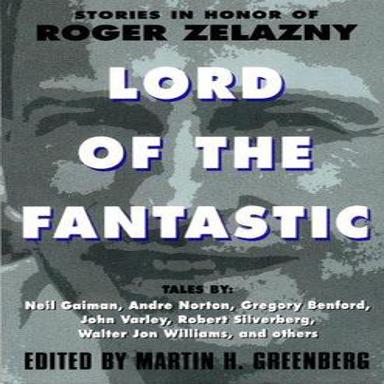 STORIES IN HONOR OF
ROGER ZELAZNY
LORD
OF THE
FANTASTIC
TALES BY:
Neil Gaiman, Andre Norton, Gregory Benford,
John Varley, Robert Silverberg,
Walter Jon Williams, and others
EDITED BY MARTIN H. GREENBERG